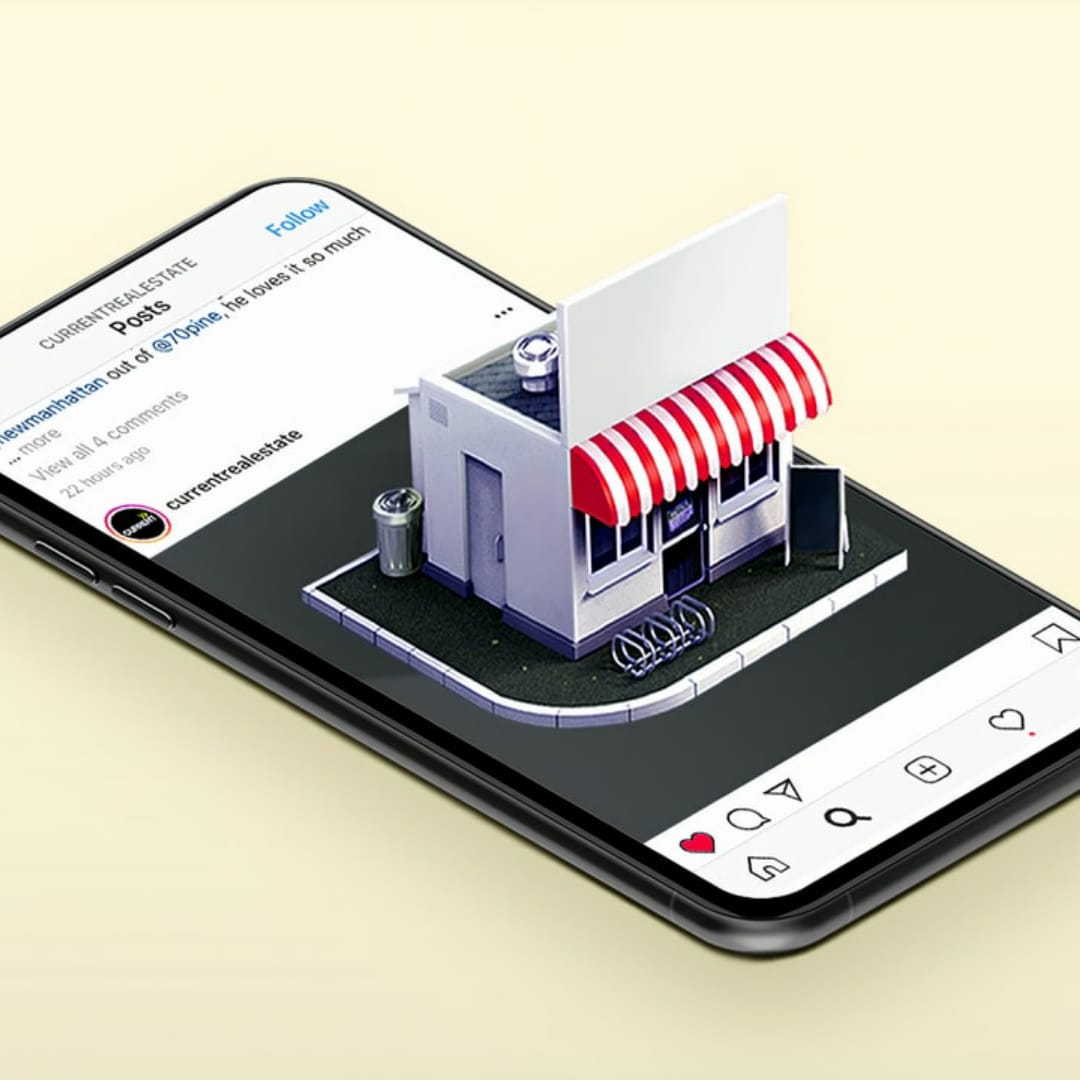 CURRENTREALESTATE
Posts
Follow
newmanhattan out of @70pine, he loves it so much
... more
View all 4 comments
22 hours ago
CURRENT
currentrealestate